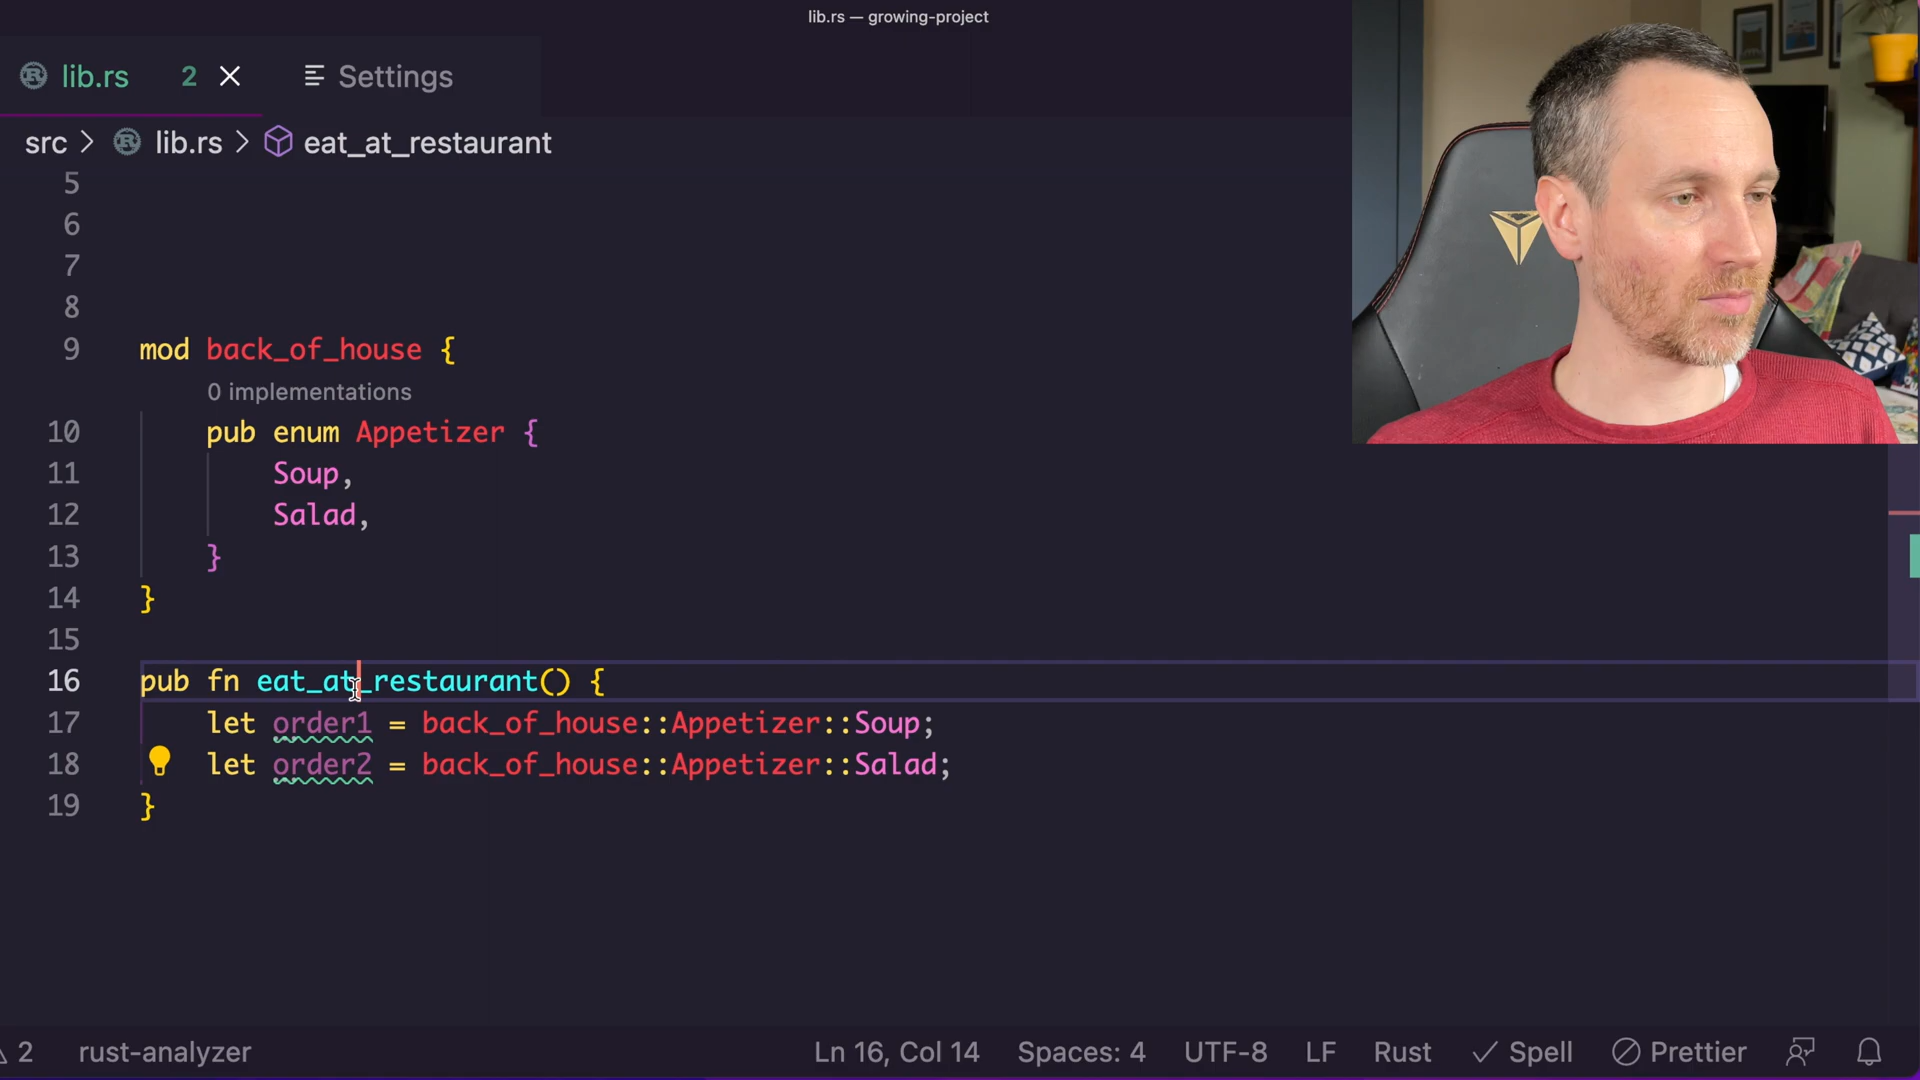 lib.rs — growing-project
lib.rs 2 Settings
src > lib.rs > eat_at_restaurant
5
6
7
8
9 mod back_of_house {
0 implementations
10 pub enum Appetizer {
11 Soup,
12 Salad,
13 }
14 }
15
16 pub fn eat_at_restaurant() {
17 let order1 = back_of_house::Appetizer::Soup;
18 let order2 = back_of_house::Appetizer::Salad;
19 }
2 rust-analyzer Ln 16, Col 14 Spaces: 4 UTF-8 LF Rust Spell Prettier